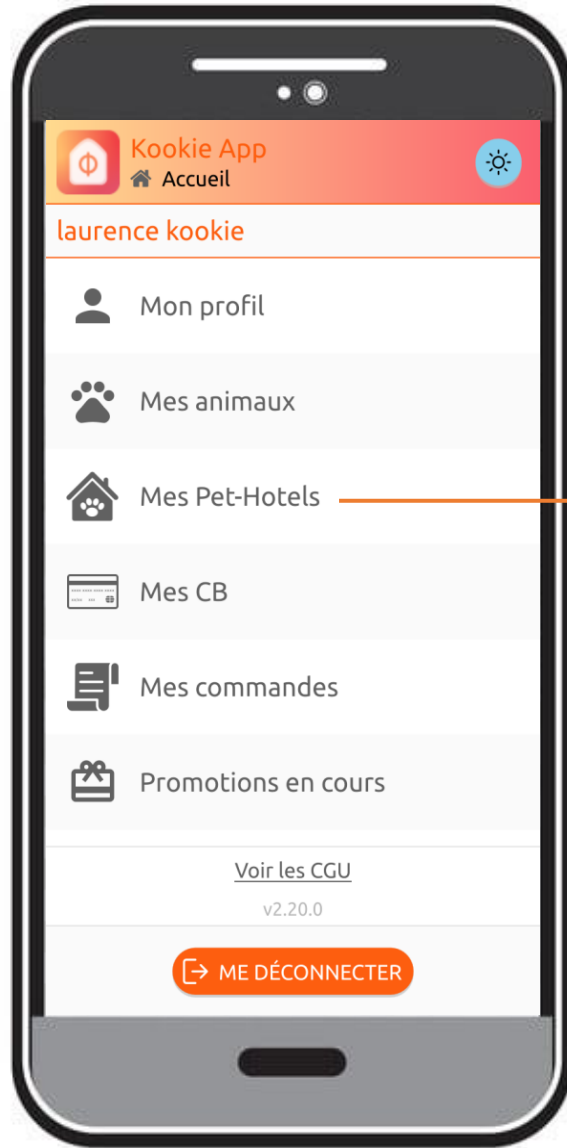 Kookie App
Accueil
laurence kookie
Mon profil
Mes animaux
Mes Pet-Hotels
Mes CB
Mes commandes
Promotions en cours
Voir les CGU
v2.20.0
ME DÉCONNECTER